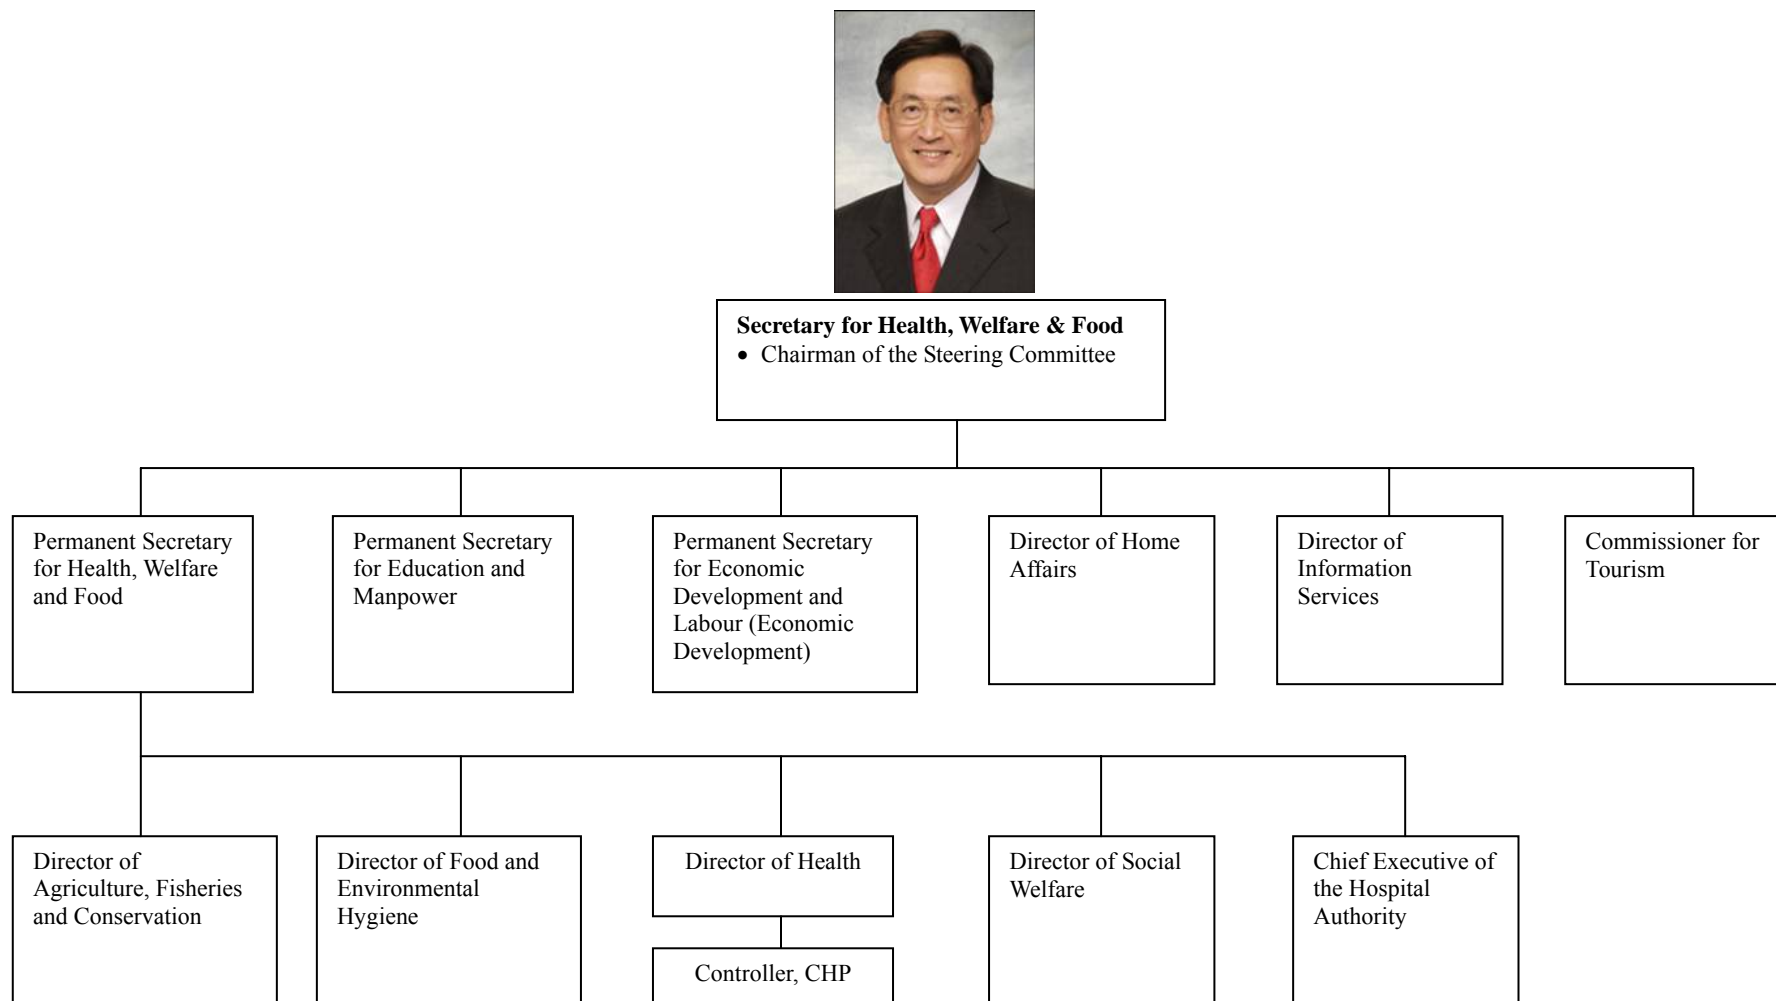 Secretary for Health, Welfare & Food
• Chairman of the Steering Committee
Permanent Secretary
for Health, Welfare
and Food
Permanent Secretary
for Education and
Manpower
Permanent Secretary
for Economic
Development and
Labour (Economic
Development)
Director of Home
Affairs
Director of
Information
Services
Commissioner for
Tourism
Director of
Agriculture, Fisheries
and Conservation
Director of Food and
Environmental
Hygiene
Director of Health
Controller, CHP
Director of Social
Welfare
Chief Executive of
the Hospital
Authority